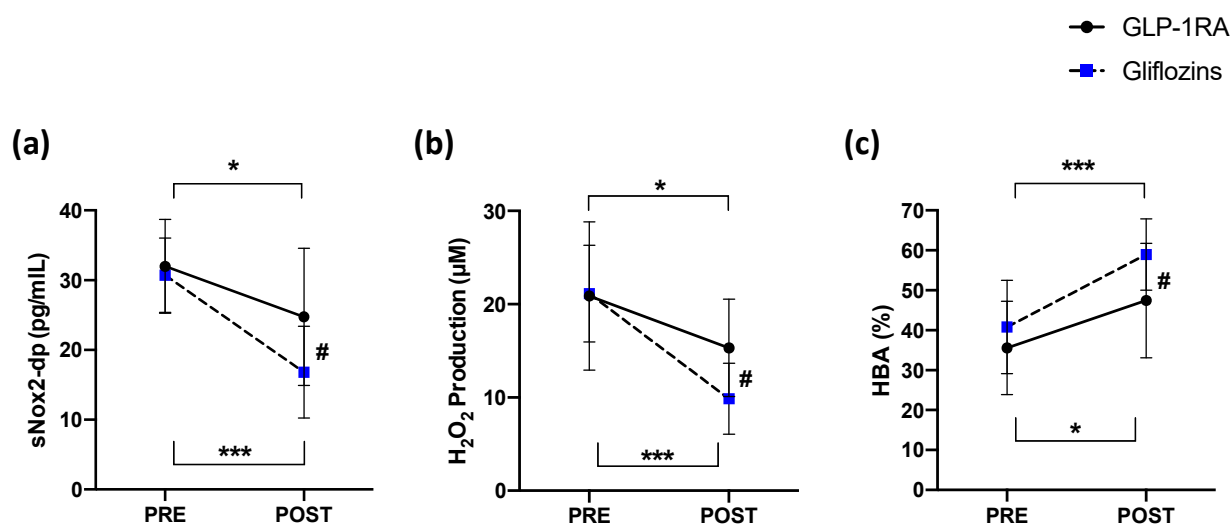 GLP-1RA
Gliflozins
(a)
*
sNox2-dp (pg/mlL)
40
30
20
10
0
#
***
PRE POST
(b)
*
H2O2 Production (µM)
30
20
10
0
#
***
PRE POST
(c)
***
HBA (%)
70
60
50
40
30
20
10
0
#
*
PRE POST